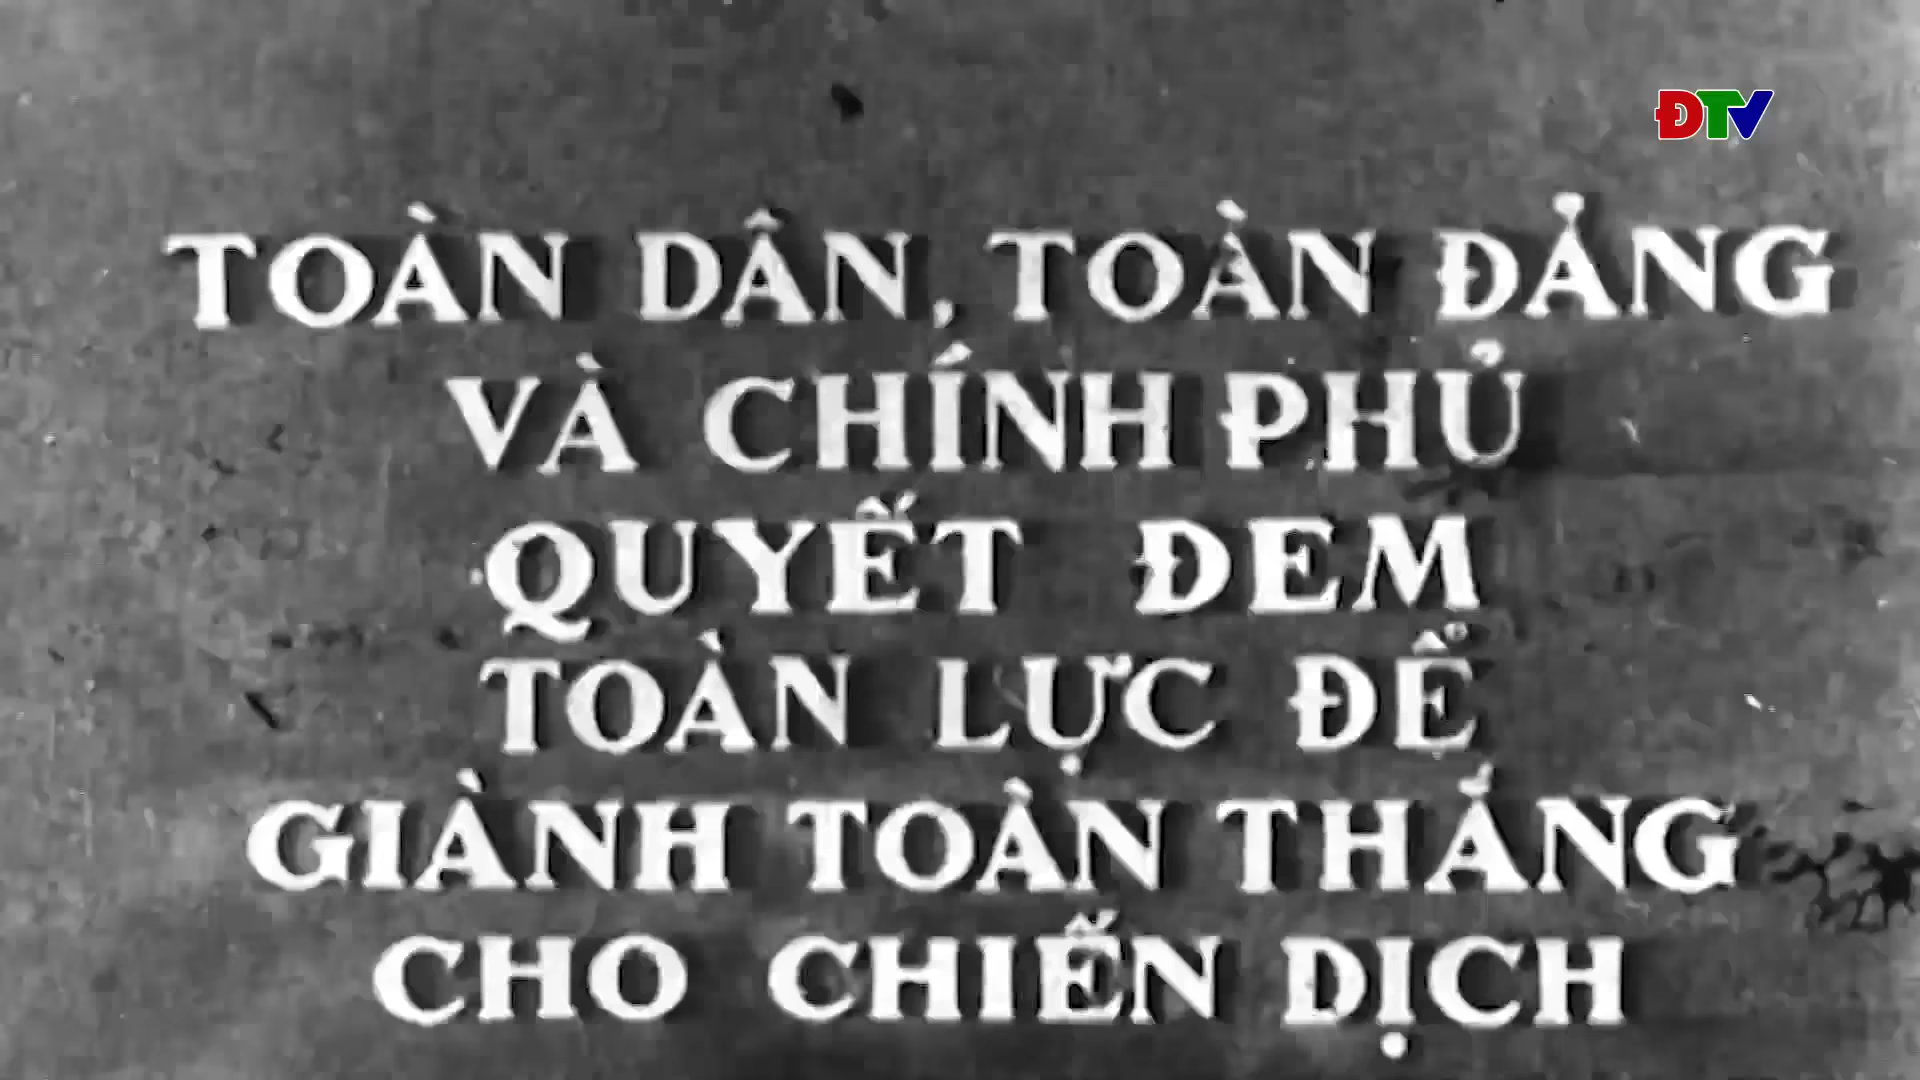 ĐTV
TOÀN DÂN, TOÀN ĐẢNG
VÀ CHÍNH PHỦ
QUYẾT ĐEM
TOÀN LỰC ĐỂ
GIÀNH TOÀN THẮNG
CHO CHIẾN DỊCH